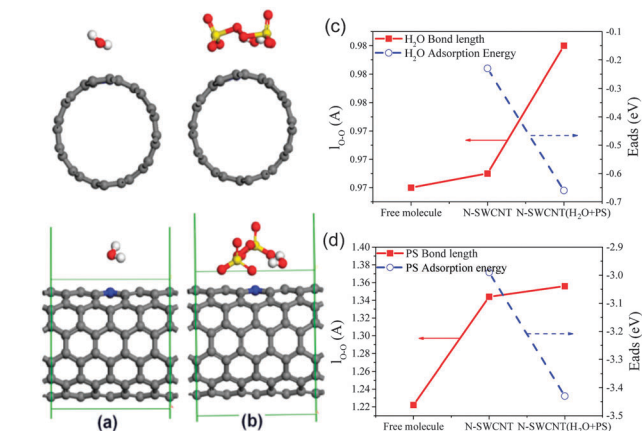 (a)
(b)
(c)
H₂O Bond length
H₂O Adsorption Energy
l_O-O (A)
0.98
0.98
0.98
0.97
0.97
Eads (eV)
-0.1
-0.2
-0.3
-0.4
-0.5
-0.6
-0.7
Free molecule N-SWCNT N-SWCNT(H₂O+PS)
(d)
PS Bond length
PS Adsorption energy
l_O-O (A)
1.40
1.38
1.36
1.34
1.32
1.30
1.28
1.26
1.24
1.22
Eads (eV)
-2.9
-3.0
-3.1
-3.2
-3.3
-3.4
-3.5
Free molecule N-SWCNT N-SWCNT(H₂O+PS)